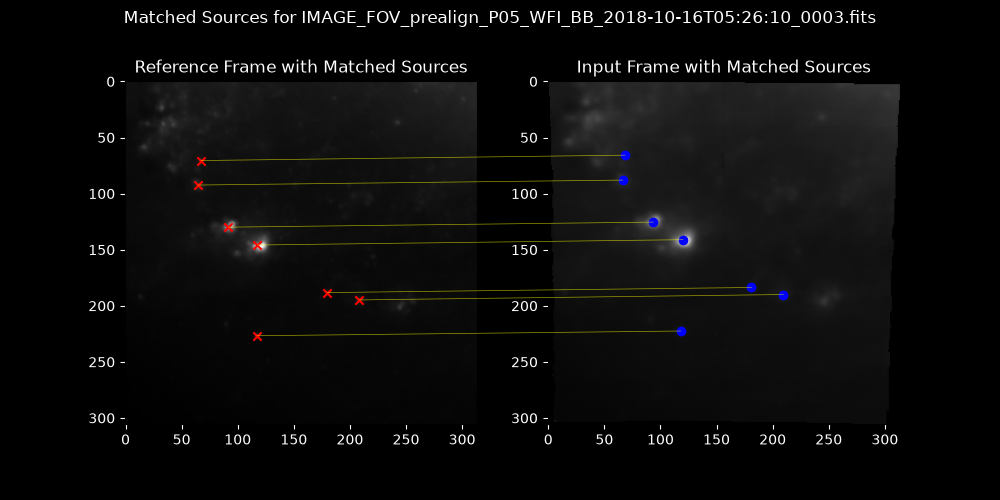 Matched Sources for IMAGE_FOV_prealign_P05_WFI_BB_2018-10-16T05:26:10_0003.fits
Reference Frame with Matched Sources
0
50
100
150
200
250
300
0 50 100 150 200 250 300
Input Frame with Matched Sources
0
50
100
150
200
250
300
0 50 100 150 200 250 300